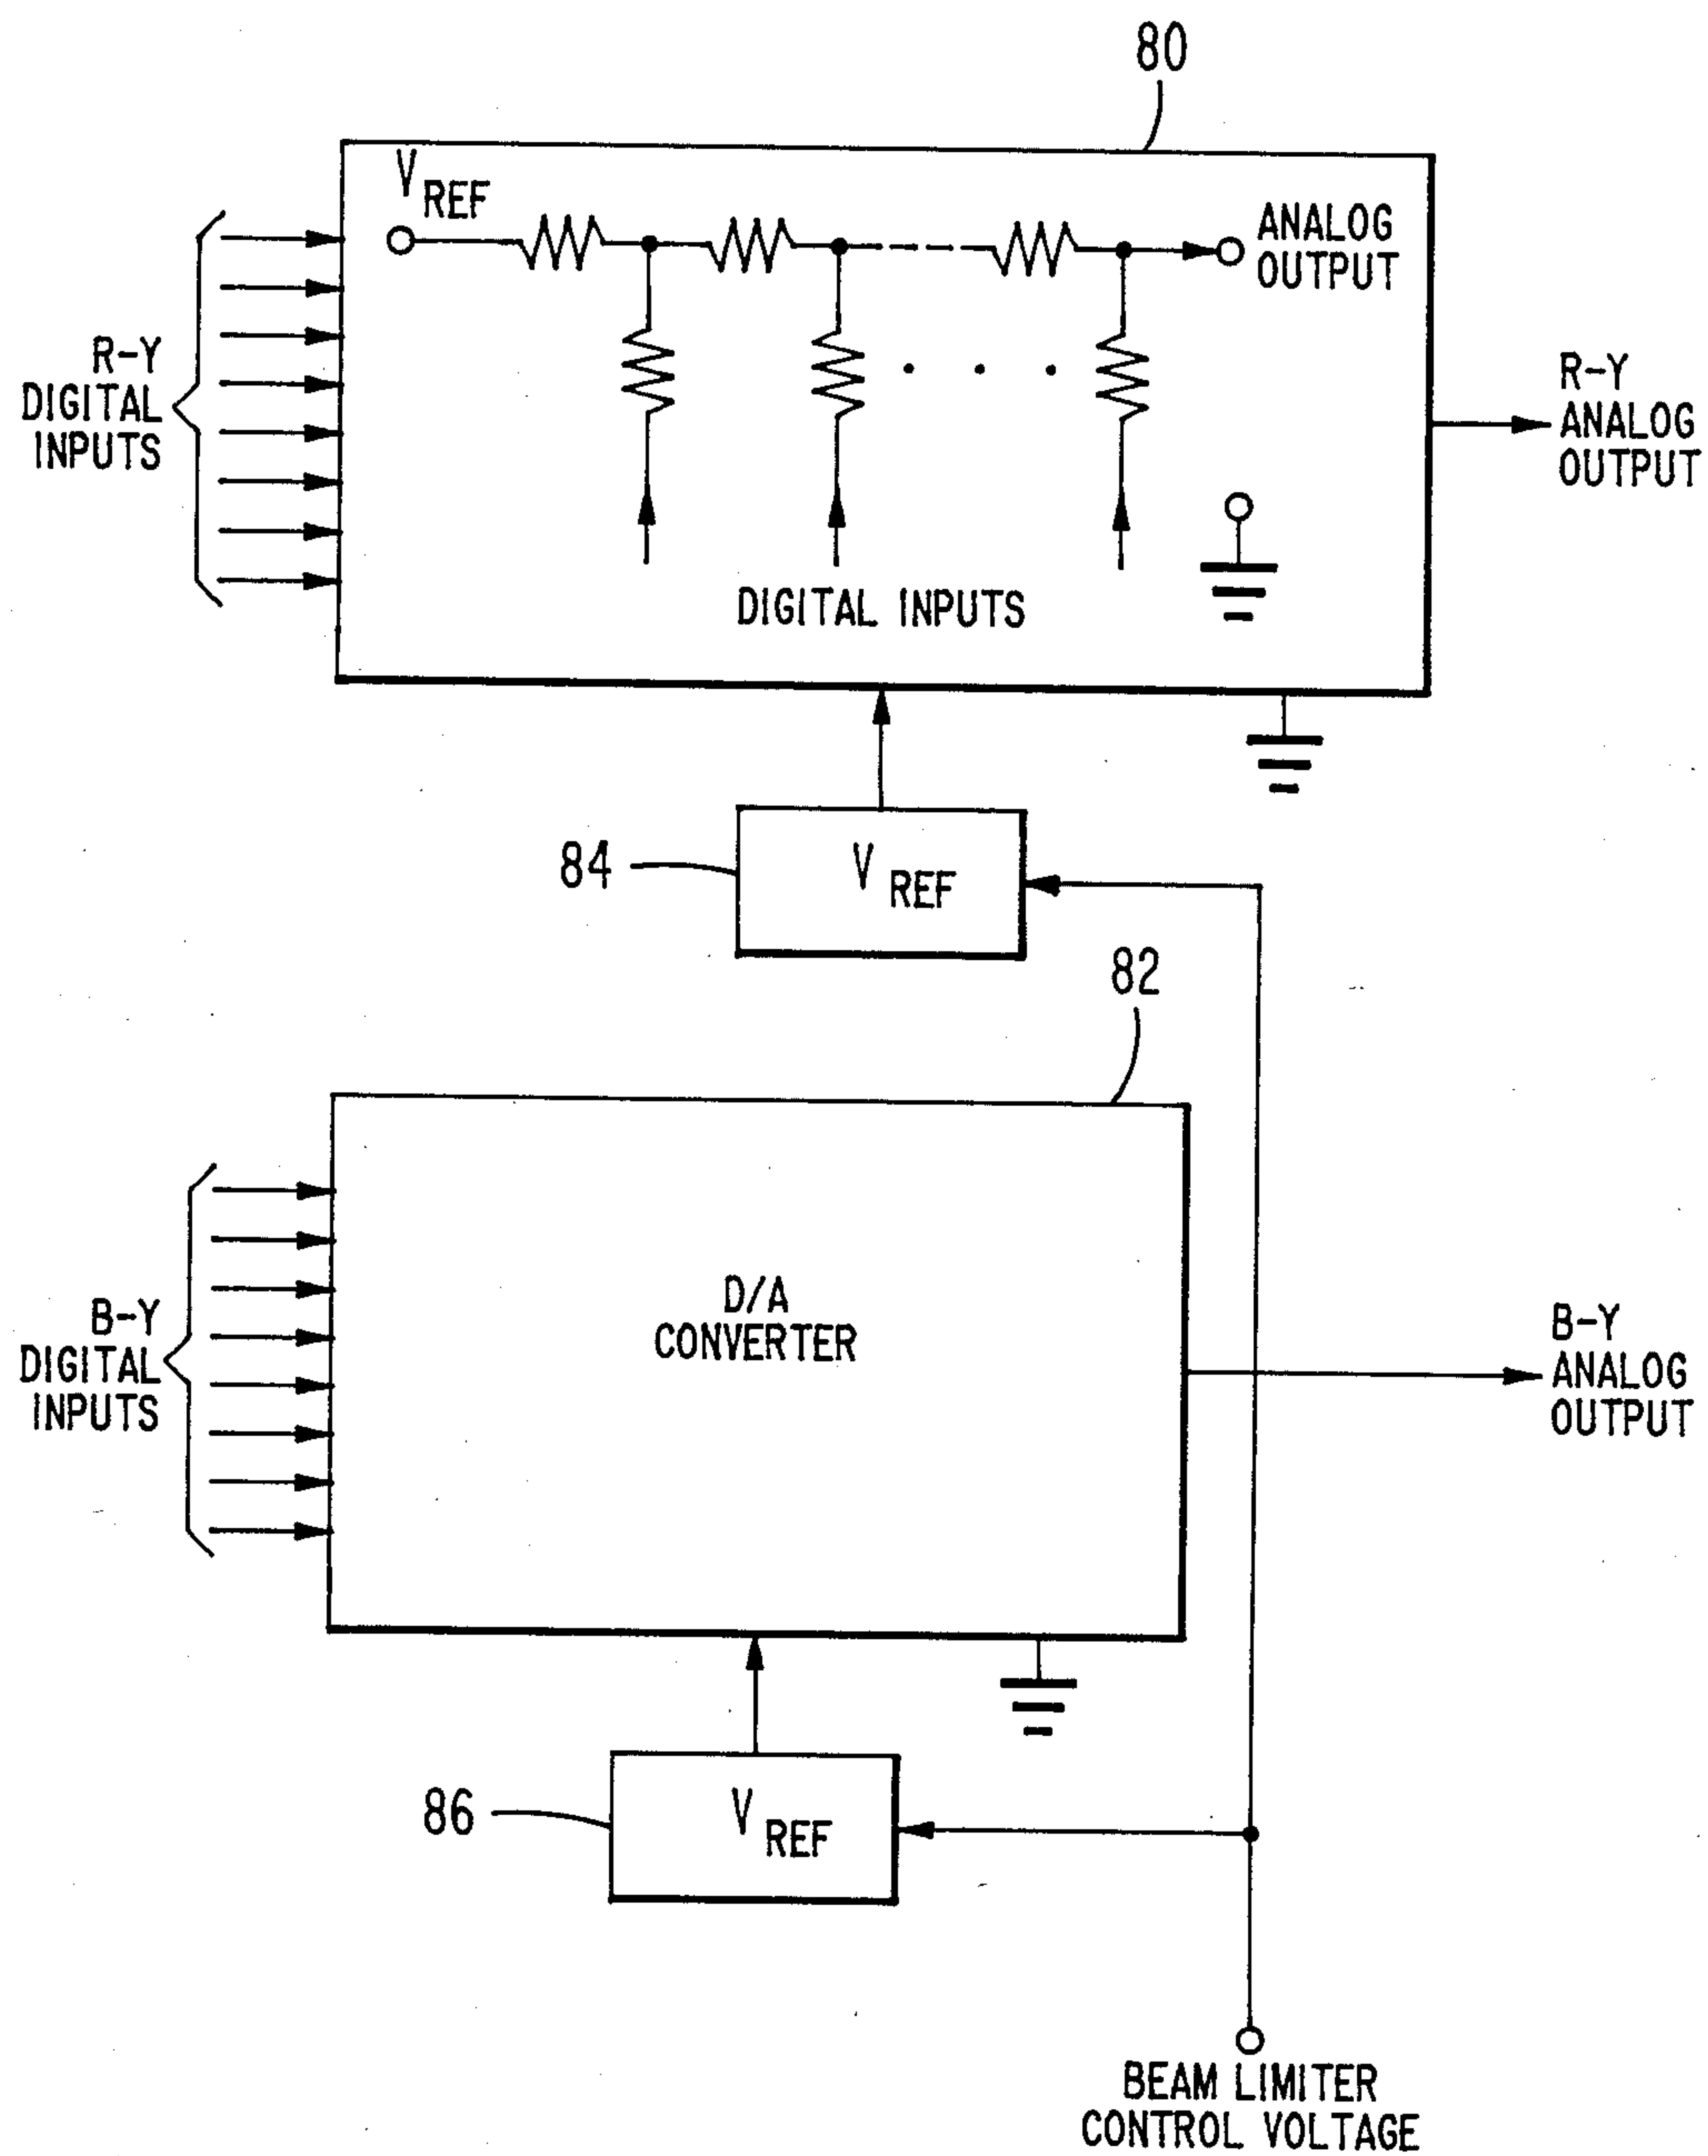 80
V REF
ANALOG
OUTPUT
R-Y
DIGITAL
INPUTS
R-Y
ANALOG
OUTPUT
DIGITAL INPUTS
84
V REF
82
B-Y
DIGITAL
INPUTS
D/A
CONVERTER
B-Y
ANALOG
OUTPUT
86
V REF
BEAM LIMITER
CONTROL VOLTAGE